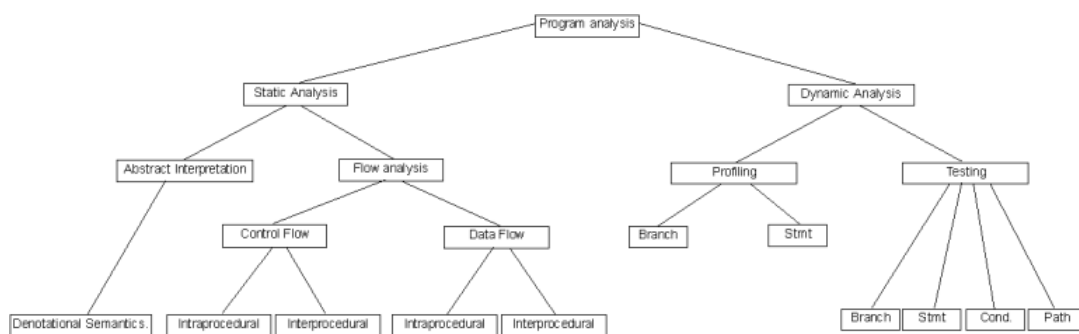 Program analysis
Static Analysis
Dynamic Analysis
Abstract Interpretation
Flow analysis
Profiling
Testing
Control Flow
Data Flow
Branch
Stmt
Denotational Semantics.
Intraprocedural
Interprocedural
Intraprocedural
Interprocedural
Branch
Stmt
Cond.
Path